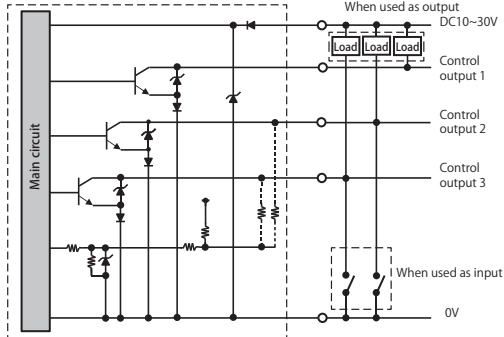 When used as output
DC10~30V
Load Load Load
Control
output 1
Control
output 2
Main circuit
Control
output 3
When used as input
0V